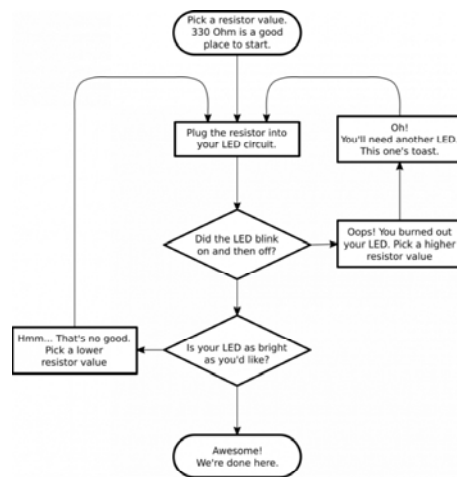 Pick a resistor value.
330 Ohm is a good
place to start.
Plug the resistor into
your LED circuit.
Oh!
You'll need another LED.
This one's toast.
Did the LED blink
on and then off?
Oops! You burned out
your LED. Pick a higher
resistor value
Hmm... That's no good.
Pick a lower
resistor value
Is your LED as bright
as you'd like?
Awesome!
We're done here.